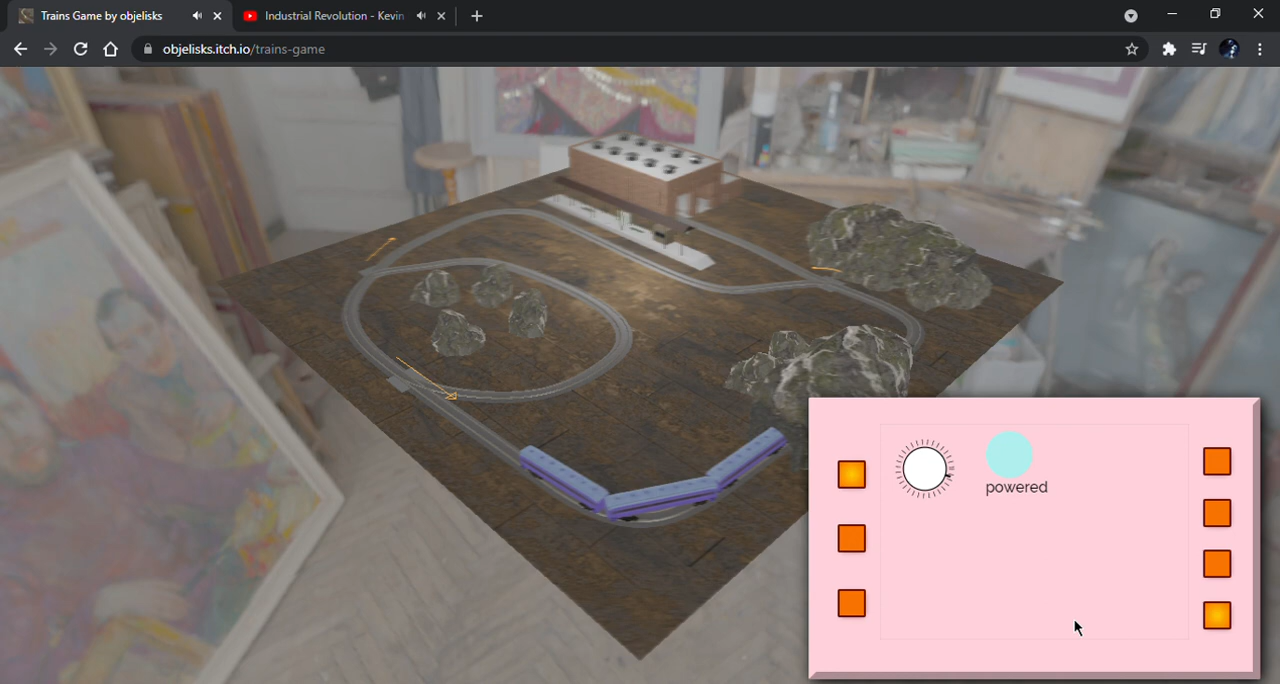 Trains Game by objelisks
Industrial Revolution - Kevin
objelisks.itch.io/trains-game
powered